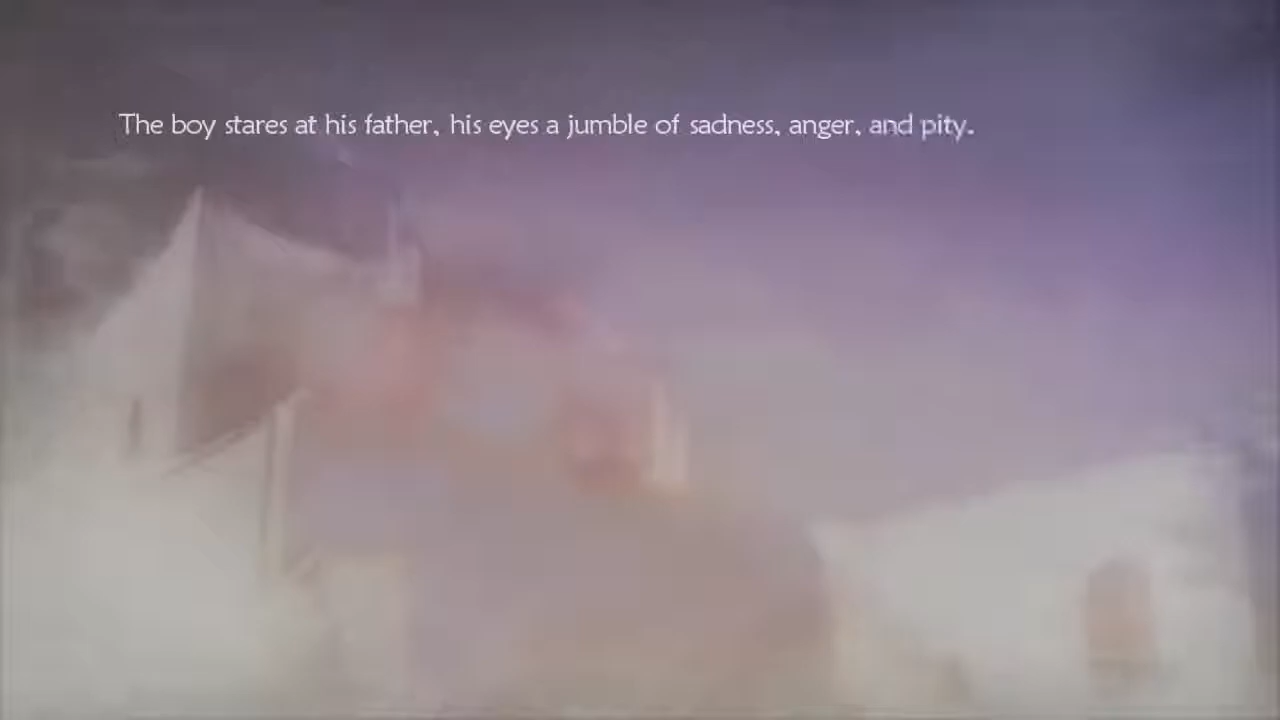 The boy stares at his father, his eyes a jumble of sadness, anger, and pity.